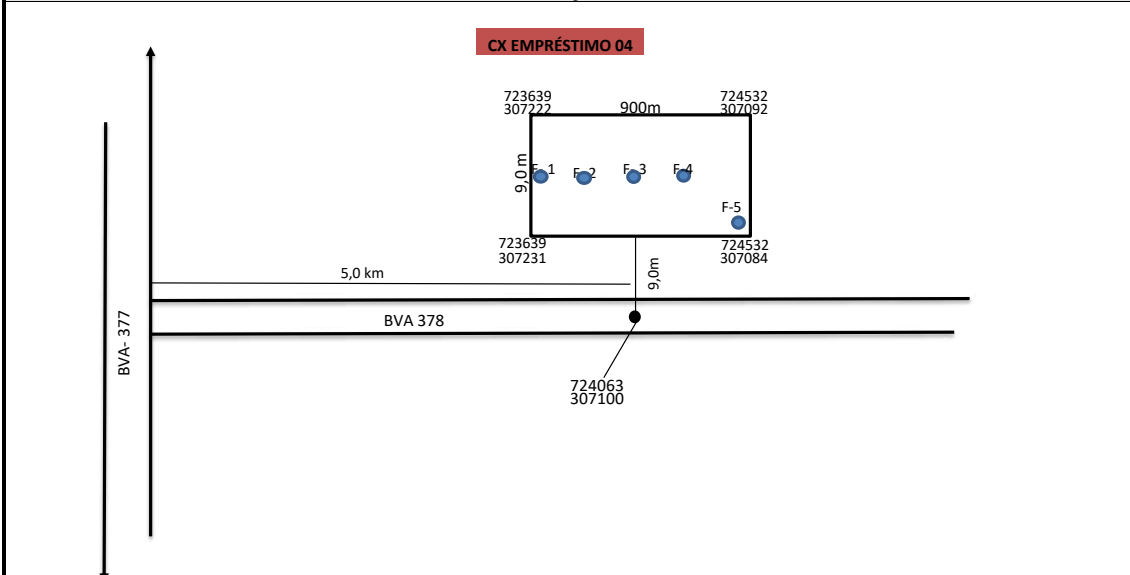 CX EMPRÉSTIMO 04
723639
307222
900m
724532
307092
9,0 m
F-1
F-2
F-3
F-4
F-5
723639
307231
724532
307084
5,0 km
9,0m
BVA 378
BVA- 377
724063
307100